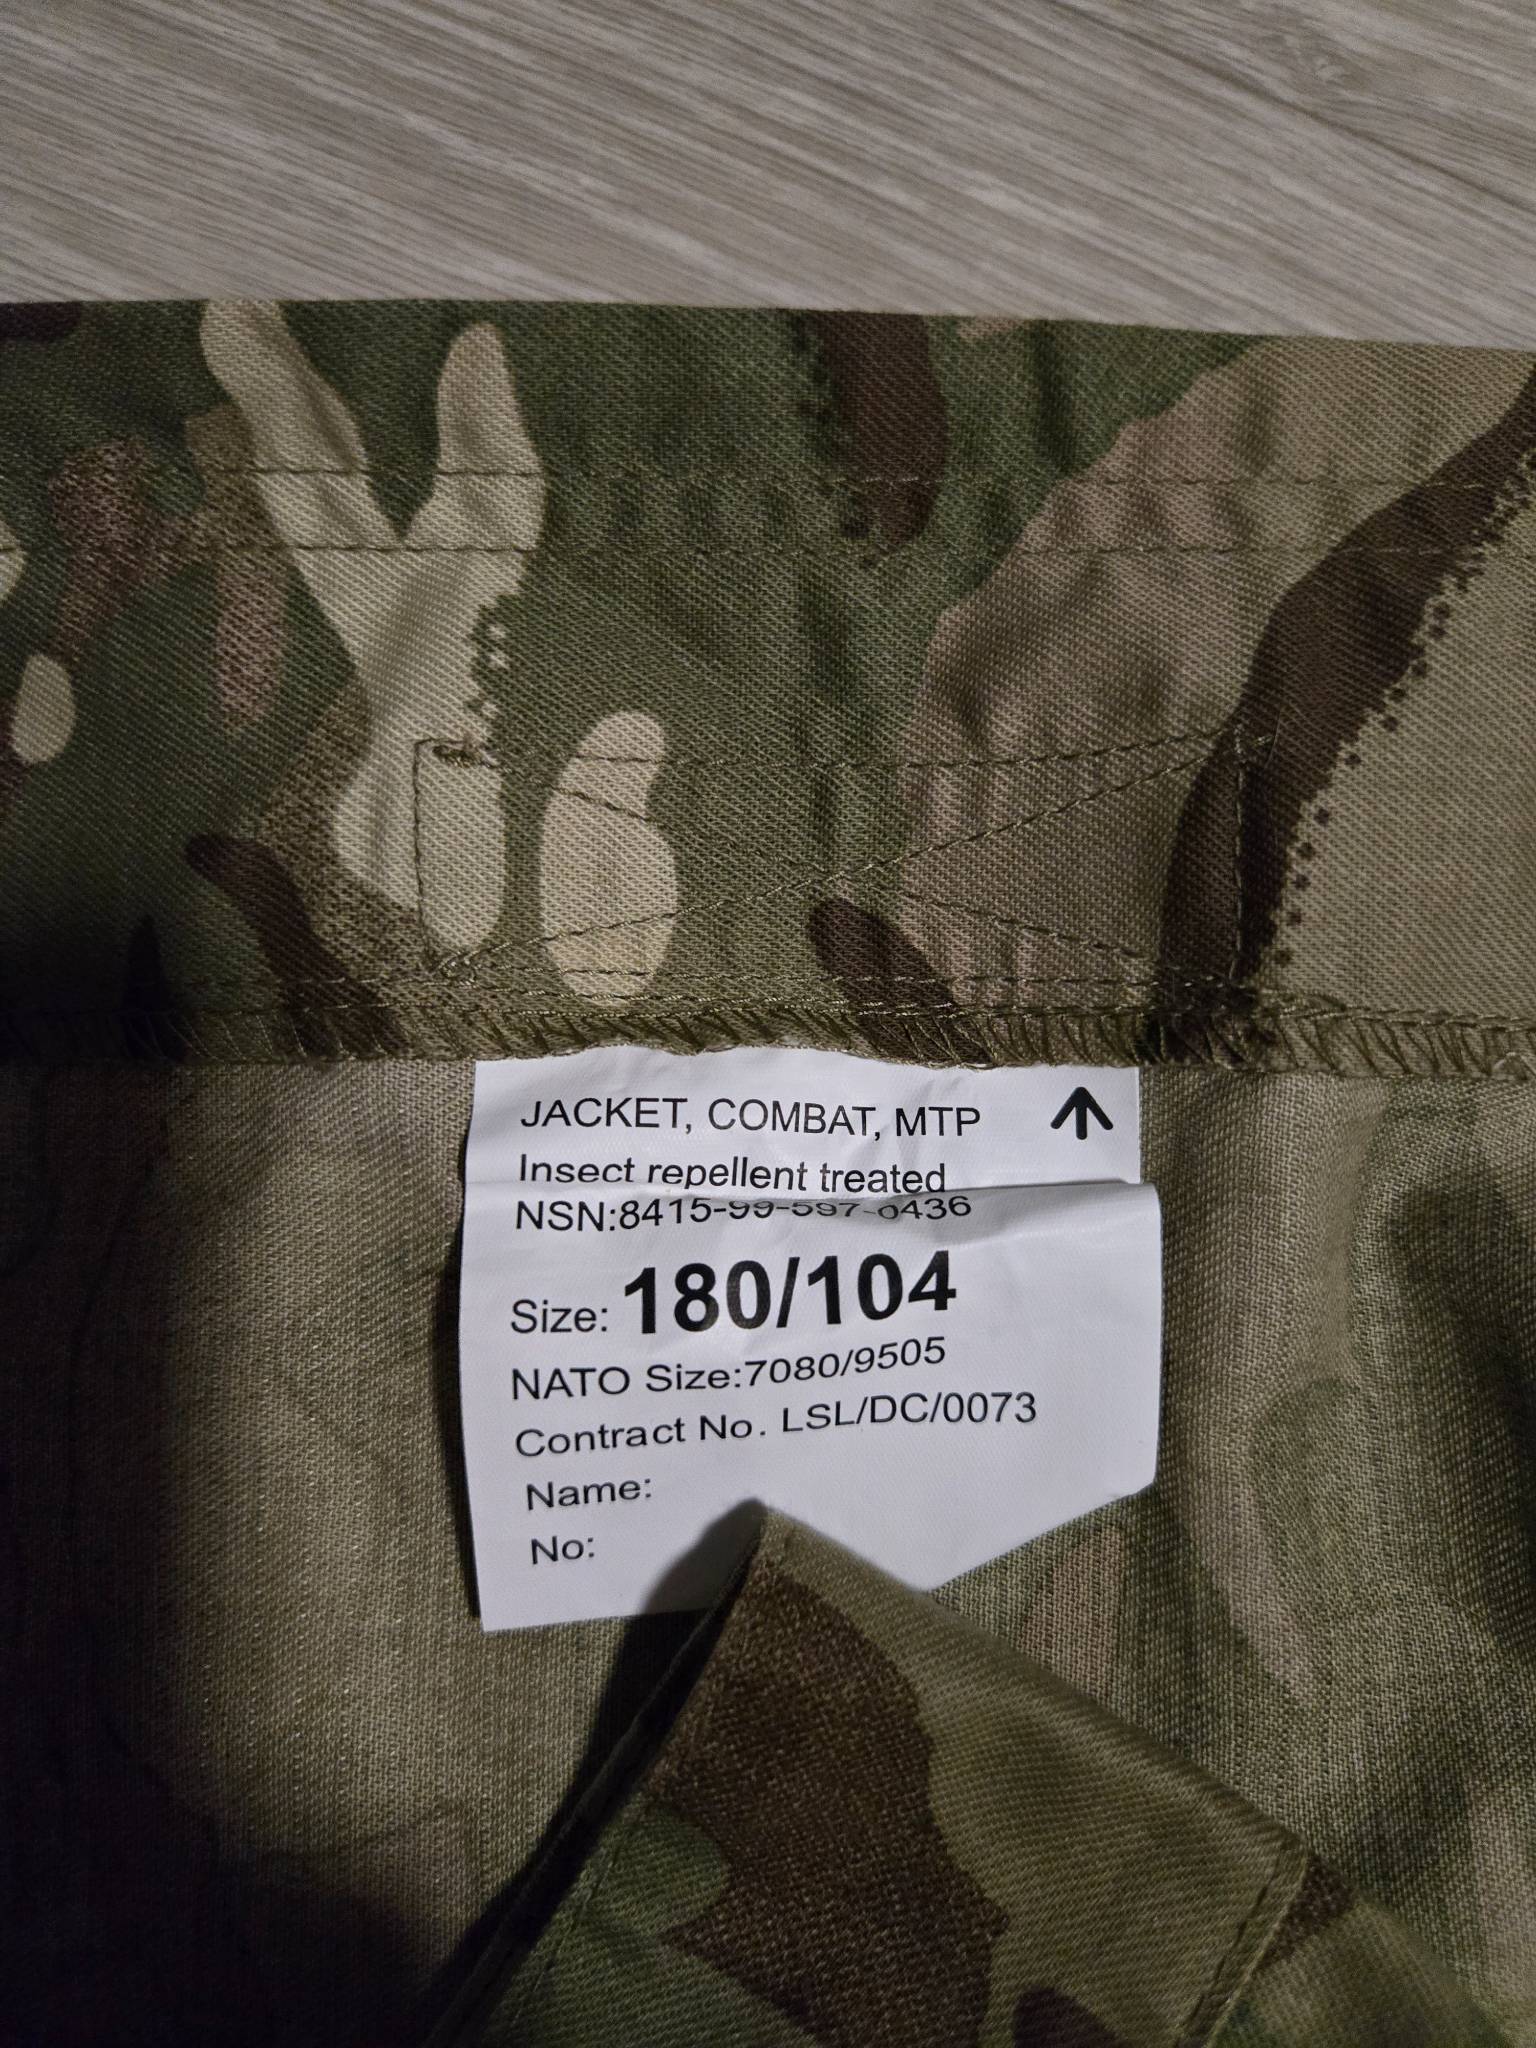 JACKET, COMBAT, MTP
Insect repellent treated
NSN:8415-99-597-0436
Size: 180/104
NATO Size:7080/9505
Contract No. LSL/DC/0073
Name:
No: